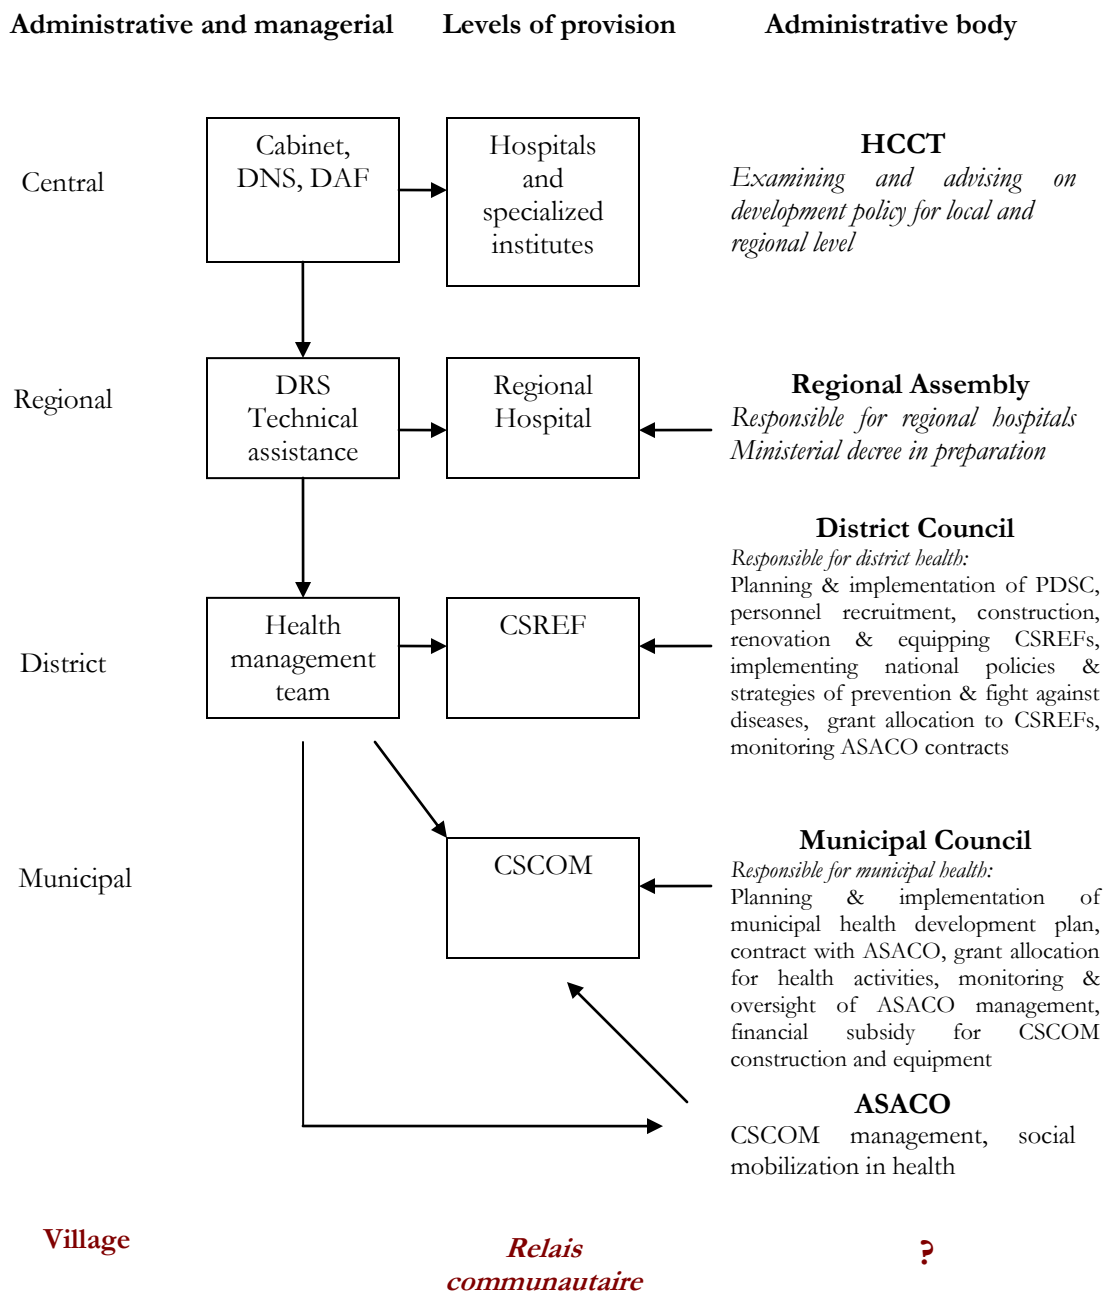 Administrative and managerial
Levels of provision
Administrative body
Central
Cabinet,
DNS, DAF
Hospitals
and
specialized
institutes
HCCT
Examining and advising on
development policy for local and
regional level
Regional
DRS
Technical
assistance
Regional
Hospital
Regional Assembly
Responsible for regional hospitals
Ministerial decree in preparation
District
Health
management
team
CSREF
District Council
Responsible for district health:
Planning & implementation of PDSC,
personnel recruitment, construction,
renovation & equipping CSREFs,
implementing national policies &
strategies of prevention & fight against
diseases, grant allocation to CSREFs,
monitoring ASACO contracts
Municipal
CSCOM
Municipal Council
Responsible for municipal health:
Planning & implementation of
municipal health development plan,
contract with ASACO, grant allocation
for health activities, monitoring &
oversight of ASACO management,
financial subsidy for CSCOM
construction and equipment
ASACO
CSCOM management, social
mobilization in health
Village
Relais
communautaire
?